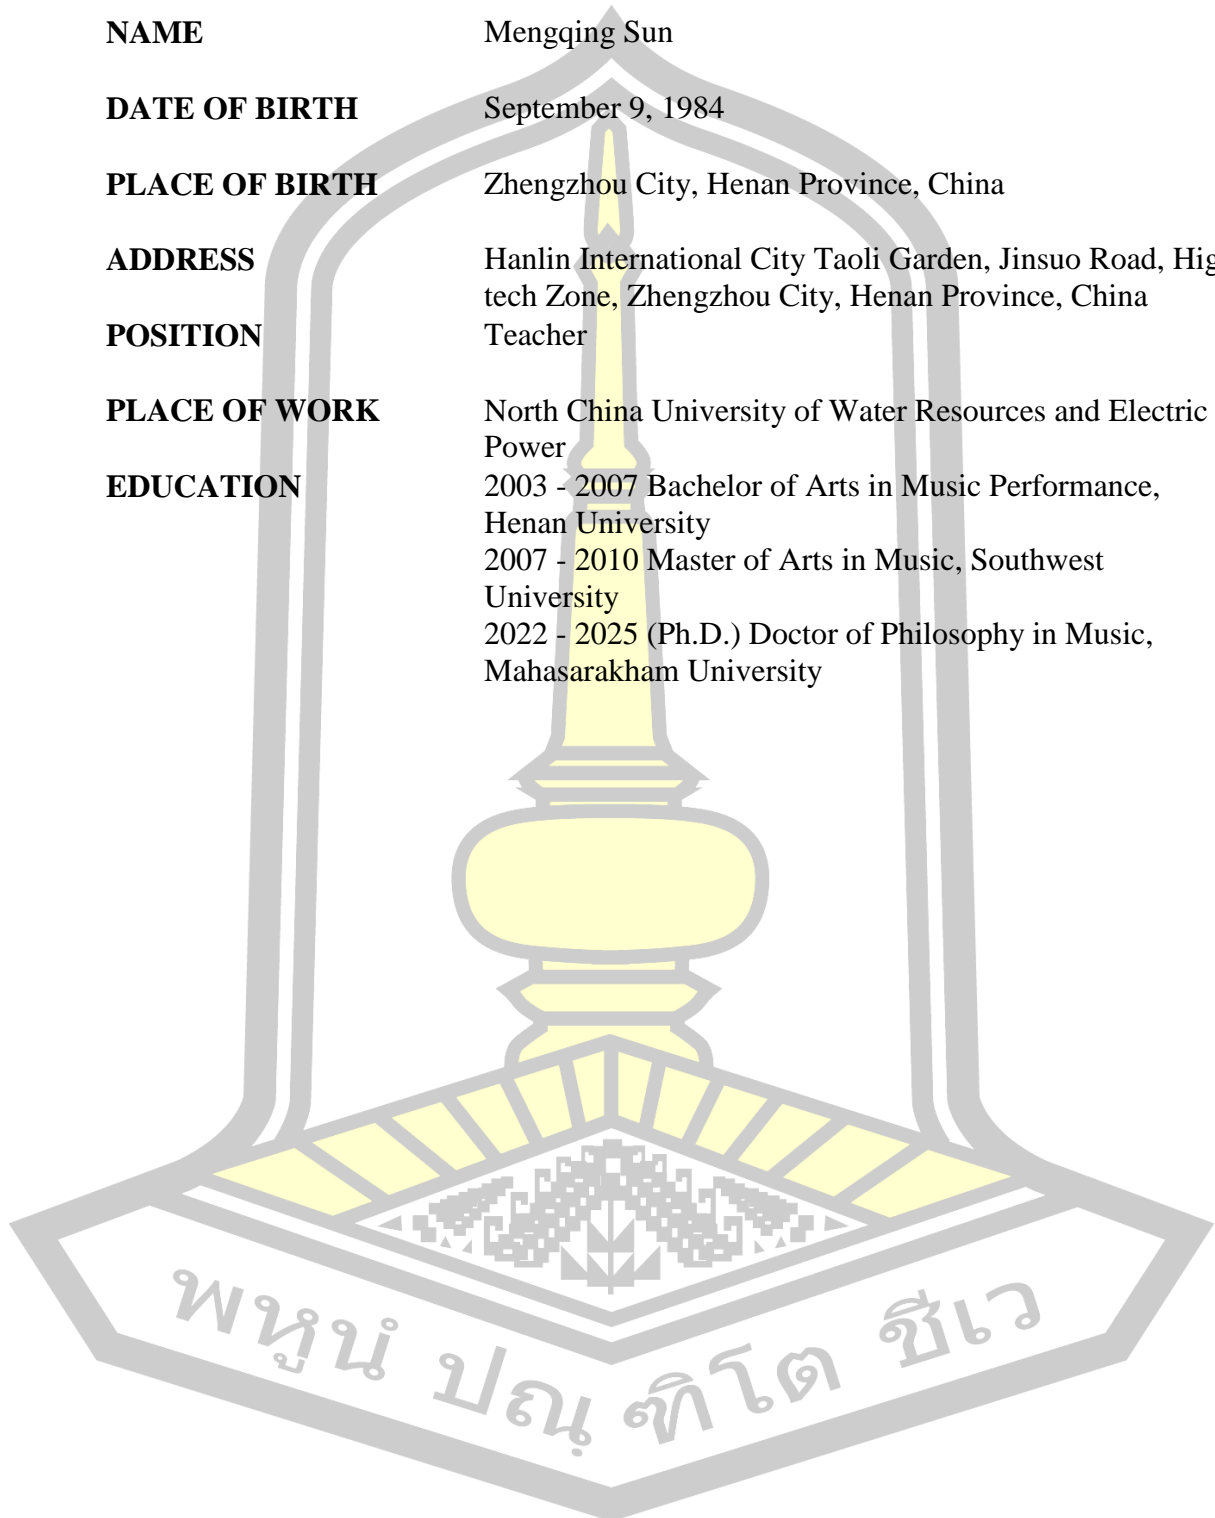 NAME Mengqing Sun
DATE OF BIRTH September 9, 1984
PLACE OF BIRTH Zhengzhou City, Henan Province, China
ADDRESS Hanlin International City Taoli Garden, Jinsuo Road, Hig
tech Zone, Zhengzhou City, Henan Province, China
POSITION Teacher
PLACE OF WORK North China University of Water Resources and Electric
Power
EDUCATION 2003 - 2007 Bachelor of Arts in Music Performance,
Henan University
2007 - 2010 Master of Arts in Music, Southwest
University
2022 - 2025 (Ph.D.) Doctor of Philosophy in Music,
Mahasarakham University
พหูนํ ปณฺฑิโต ชีเว